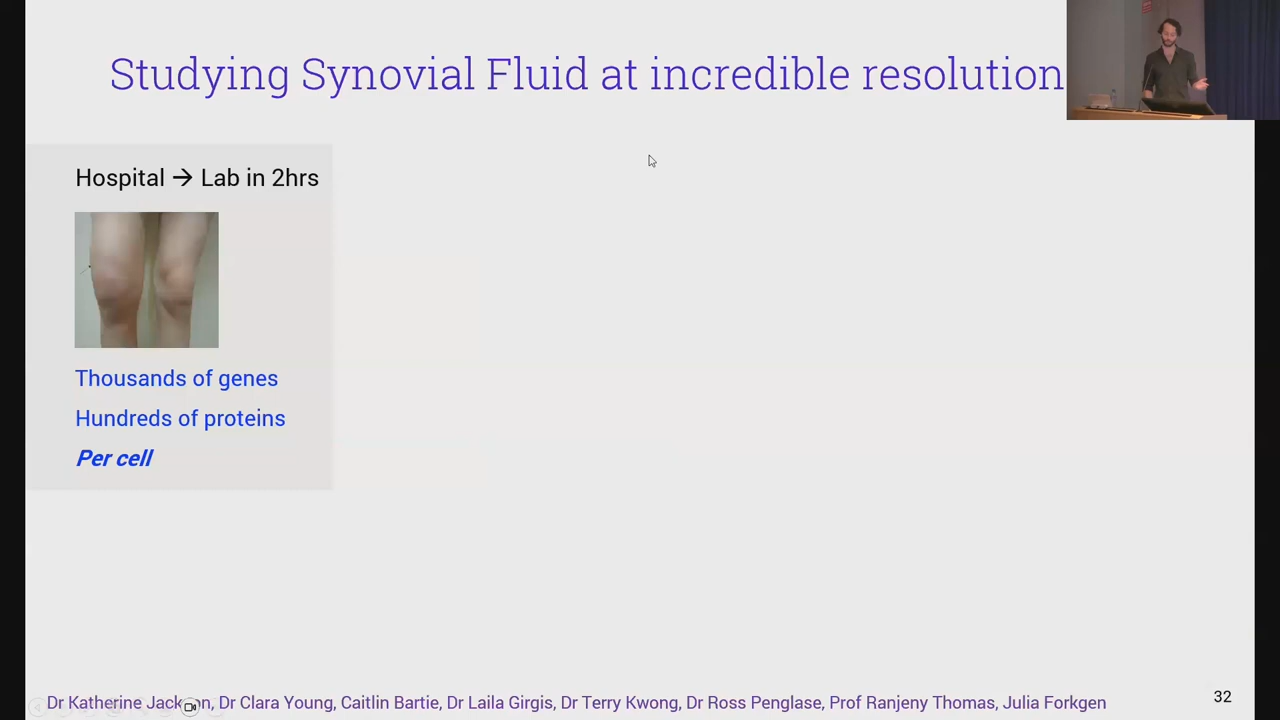 Studying Synovial Fluid at incredible resolution
Hospital → Lab in 2hrs
Thousands of genes
Hundreds of proteins
Per cell
Dr Katherine Jackson, Dr Clara Young, Caitlin Bartie, Dr Laila Girgis, Dr Terry Kwong, Dr Ross Penglase, Prof Ranjeny Thomas, Julia Forkgen
32